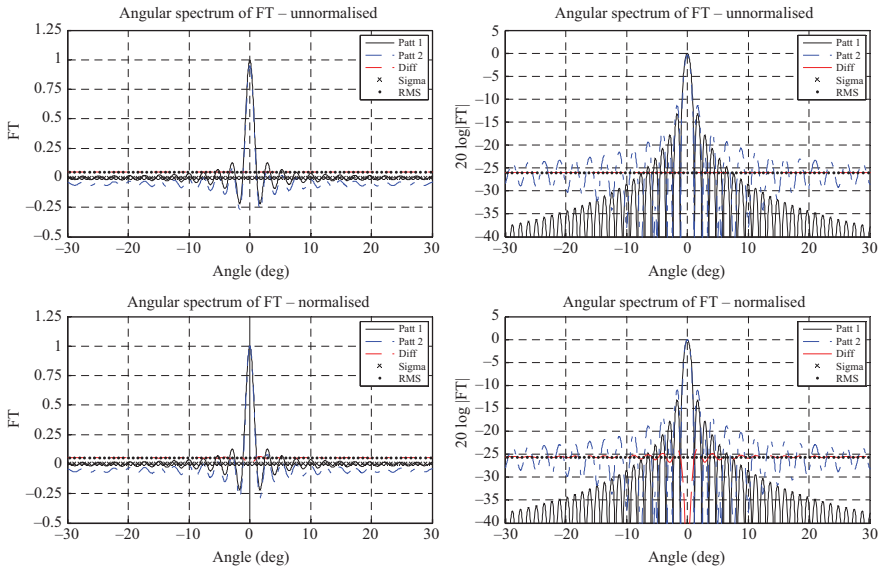 Angular spectrum of FT – unnormalised
1.25
1
0.75
0.5
0.25
0
−0.25
−0.5
FT
−30
−20
−10
0
10
20
30
Angle (deg)
Patt 1
Patt 2
Diff
Sigma
RMS
Angular spectrum of FT – unnormalised
5
0
−5
−10
−15
−20
−25
−30
−35
−40
20 log|FT|
−30
−20
−10
0
10
20
30
Angle (deg)
Patt 1
Patt 2
Diff
Sigma
RMS
Angular spectrum of FT – normalised
1.25
1
0.75
0.5
0.25
0
−0.25
−0.5
FT
−30
−20
−10
0
10
20
30
Angle (deg)
Patt 1
Patt 2
Diff
Sigma
RMS
Angular spectrum of FT – normalised
5
0
−5
−10
−15
−20
−25
−30
−35
−40
20 log |FT|
−30
−20
−10
0
10
20
30
Angle (deg)
Patt 1
Patt 2
Diff
Sigma
RMS